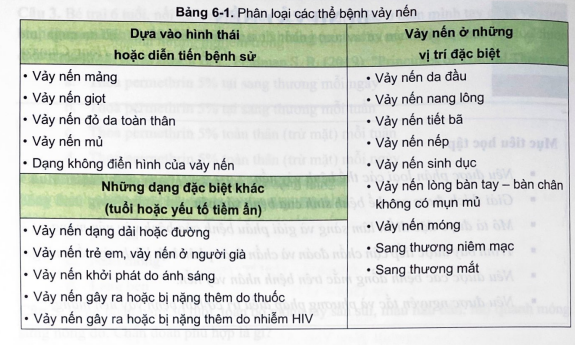 Bảng 6-1. Phân loại các thể bệnh vảy nến
Dựa vào hình thái
hoặc diễn tiến bệnh sử
• Vảy nến mảng
• Vảy nến giọt
• Vảy nến đỏ da toàn thân
• Vảy nến mủ
• Dạng không điển hình của vảy nến
Những dạng đặc biệt khác
(tuổi hoặc yếu tố tiềm ẩn)
• Vảy nến dạng dải hoặc đường
• Vảy nến trẻ em, vảy nến ở người già
• Vảy nến khởi phát do ánh sáng
• Vảy nến gây ra hoặc bị nặng thêm do thuốc
• Vảy nến gây ra hoặc bị nặng thêm do nhiễm HIV
Vảy nến ở những
vị trí đặc biệt
• Vảy nến da đầu
• Vảy nến nang lông
• Vảy nến tiết bã
• Vảy nến nếp
• Vảy nến sinh dục
• Vảy nến lòng bàn tay – bàn chân
không có mụn mủ
• Vảy nến móng
• Sang thương niêm mạc
• Sang thương mắt